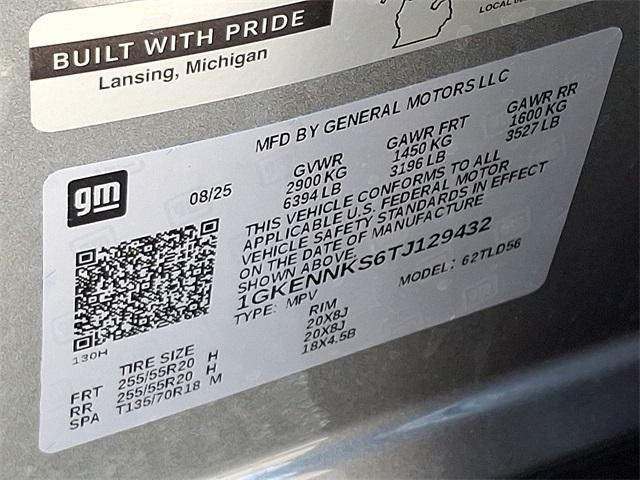 BUILT WITH PRIDE
Lansing, Michigan
MFD BY GENERAL MOTORS LLC
gm
08/25
GVWR GAWR FRT GAWR RR
2900 KG 1450 KG 1600 KG
6394 LB 3196 LB 3527 LB
THIS VEHICLE CONFORMS TO ALL
APPLICABLE U.S. FEDERAL MOTOR
VEHICLE SAFETY STANDARDS IN EFFECT
ON THE DATE OF MANUFACTURE
SHOWN ABOVE.
1GKENNKS6TJ129432
TYPE: MPV MODEL: 62TLD56
130H
TIRE SIZE RIM
FRT 255/55R20 H 20X8J
RR 255/55R20 H 20X8J
SPA T135/70R18 M 18X4.5B